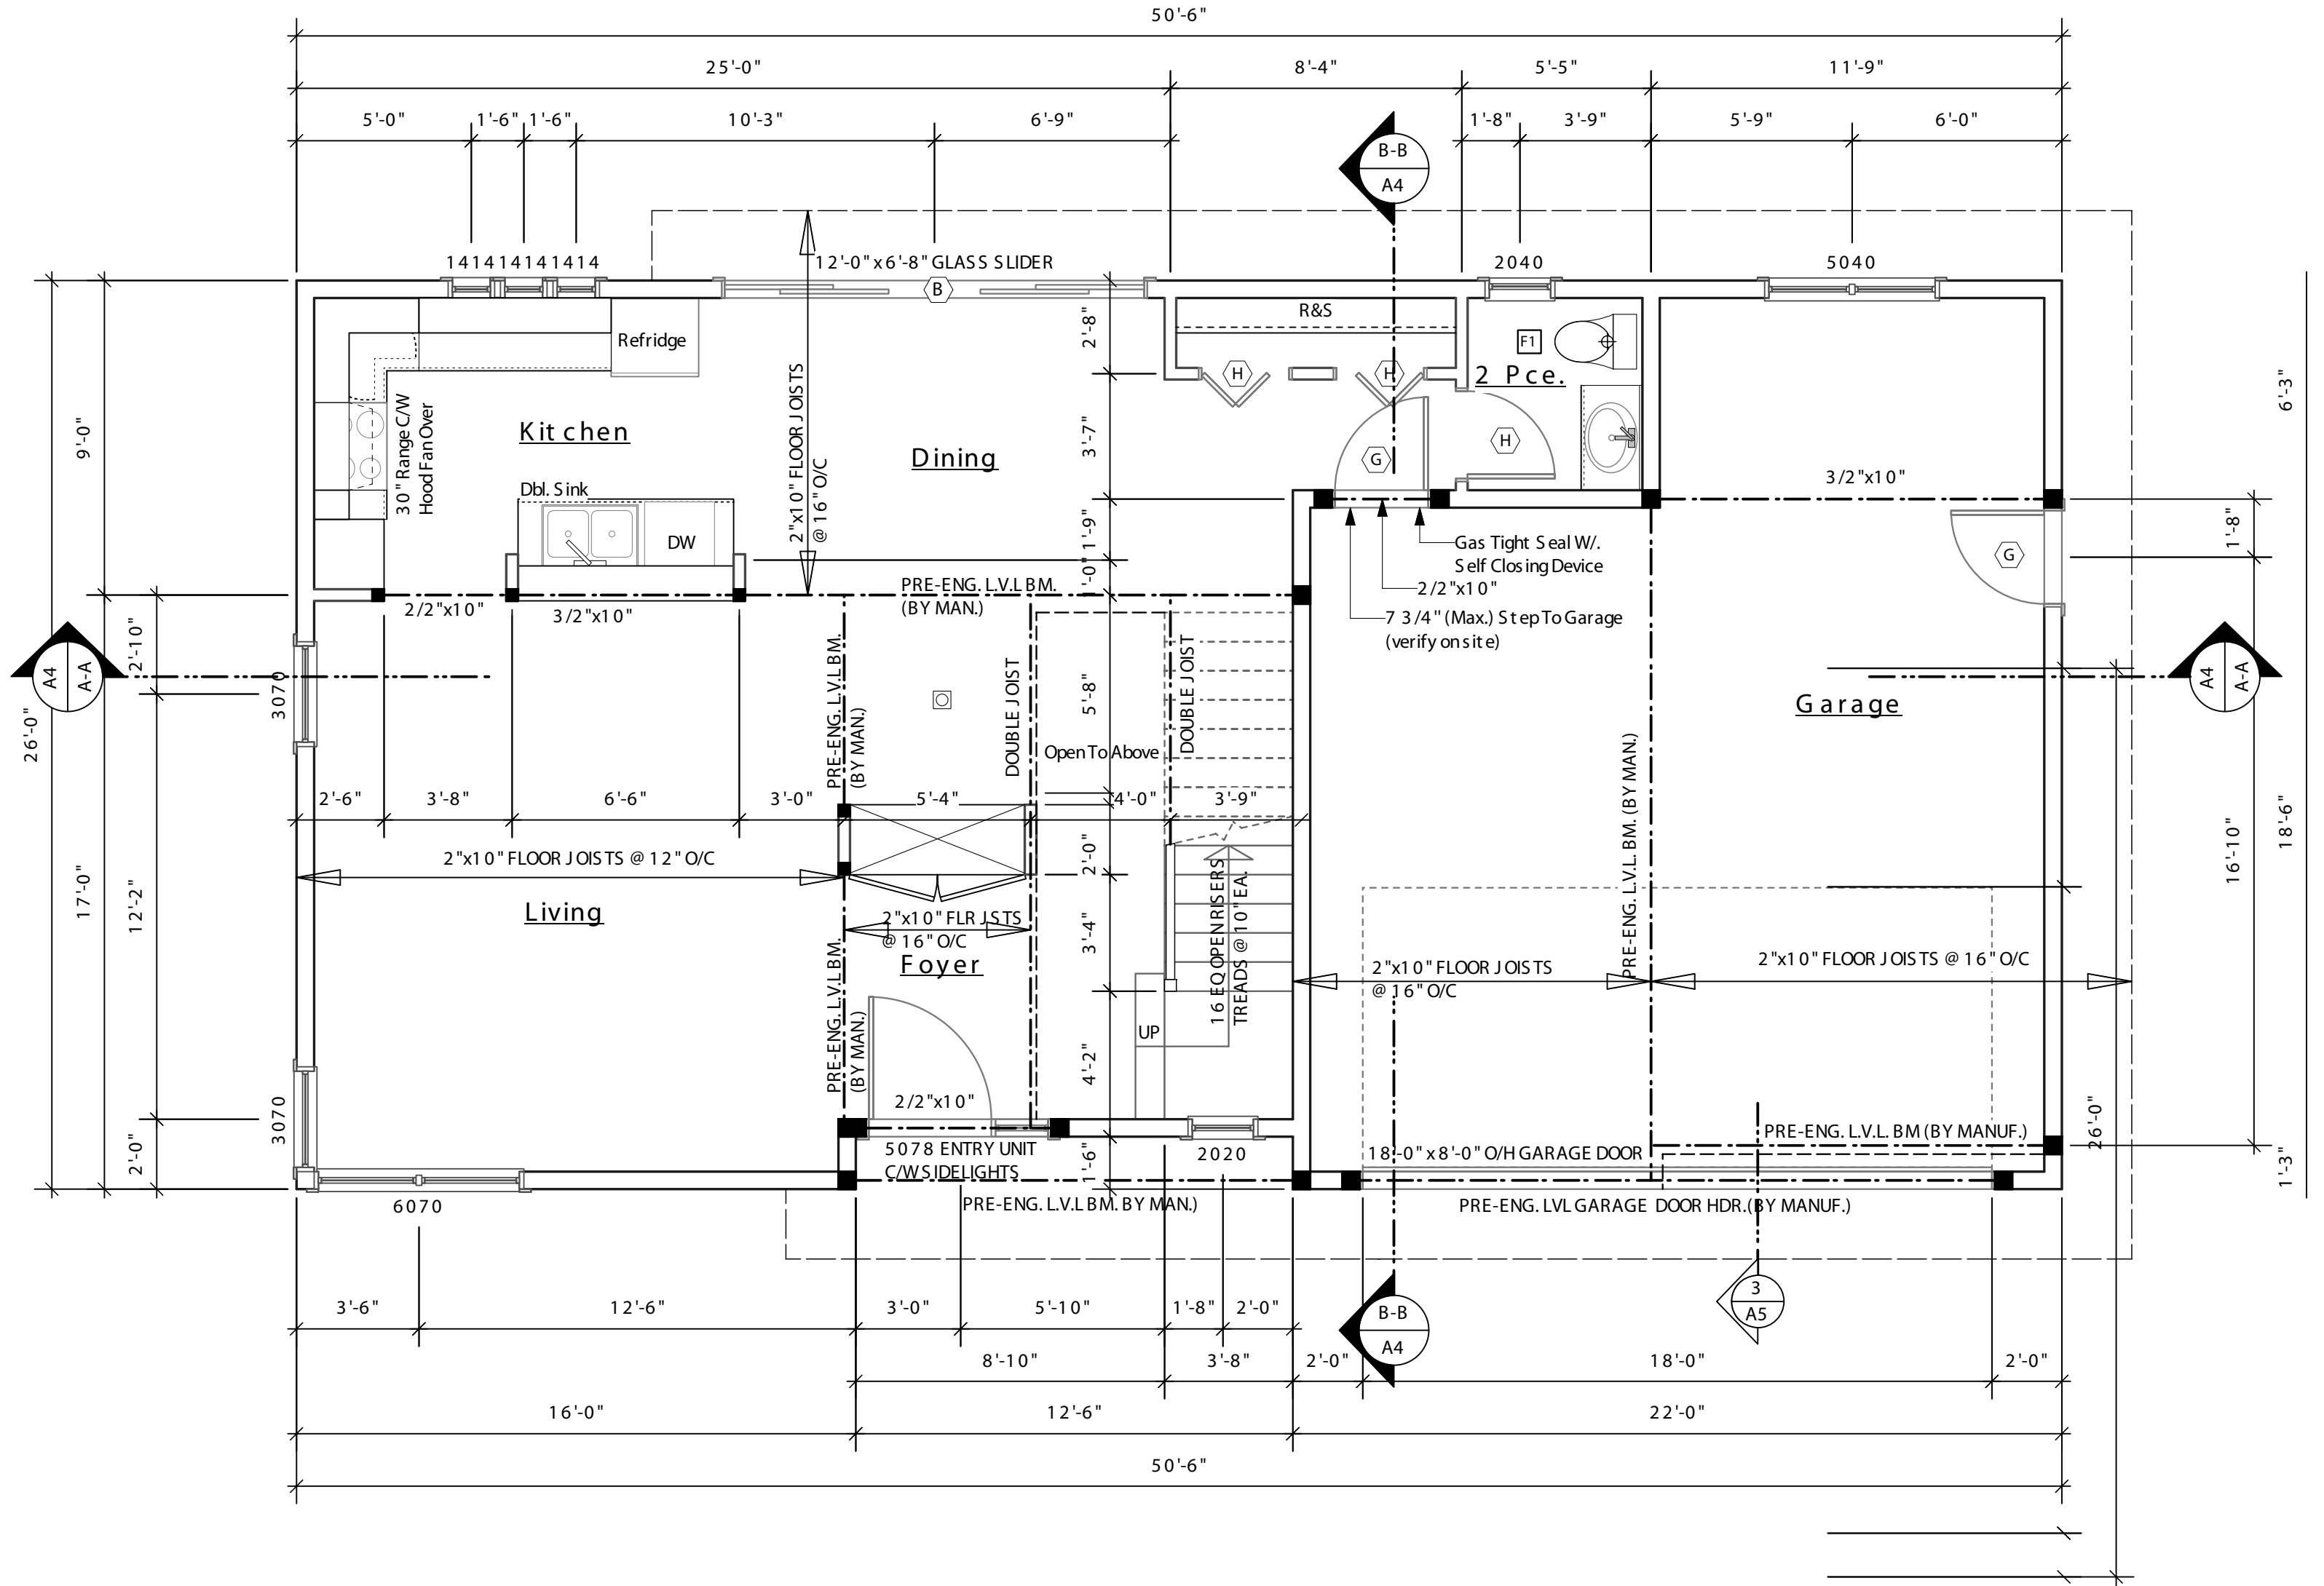 50'-6"
25'-0"
8'-4"
5'-5"
11'-9"
5'-0"
1'-6"
1'-6"
10'-3"
6'-9"
1'-8"
3'-9"
5'-9"
6'-0"
B-B
A4
1414
1414
1414
12'-0"x6'-8" GLASS SLIDER
2040
5040
B
R&S
2'-8"
Refridge
F1
H
H
2 Pce.
6'-3"
30" Range C/W
Hood Fan Over
Kitchen
2"x10" FLOOR JOISTS
@ 16" O/C
Dining
3'-7"
G
H
9'-0"
3/2"x10"
Dbl. Sink
DW
1'-9"
Gas Tight Seal W/.
Self Closing Device
2/2"x10"
7 3/4" (Max.) Step To Garage
(verify on site)
G
1'-8"
1'-0"
PRE-ENG. L.V.L BM.
(BY MAN.)
2/2"x10"
3/2"x10"
2'-10"
A4
A-A
3070
26'-0"
PRE-ENG. L.V.L BM.
(BY MAN.)
DOUBLE JOIST
5'-8"
DOUBLE JOIST
Open To Above
Garage
A4
A-A
PRE-ENG. L.V.L. BM. (BY MAN.)
2'-6"
3'-8"
6'-6"
3'-0"
5'-4"
4'-0"
3'-9"
18'-6"
16'-10"
17'-0"
12'-2"
2"x10" FLOOR JOISTS @ 12" O/C
2'-0"
Living
2"x10" FLR JSTS
@ 16" O/C
3'-4"
16 EQ OPEN RISERS
TREADS @ 10" EA.
Foyer
PRE-ENG. L.V.L BM.
(BY MAN.)
2"x10" FLOOR JOISTS
@ 16" O/C
2"x10" FLOOR JOISTS @ 16" O/C
UP
4'-2"
3070
2'-0"
2/2"x10"
26'-0"
PRE-ENG. L.V.L. BM (BY MANUF.)
5078 ENTRY UNIT
C/W SIDELIGHTS
1'-6"
2020
18'-0"x8'-0" O/H GARAGE DOOR
1'-3"
6070
PRE-ENG. L.V.L BM. BY MAN.)
PRE-ENG. LVL GARAGE DOOR HDR.(BY MANUF.)
3'-6"
12'-6"
3'-0"
5'-10"
1'-8"
2'-0"
B-B
A4
3
A5
8'-10"
3'-8"
2'-0"
18'-0"
2'-0"
16'-0"
12'-6"
22'-0"
50'-6"